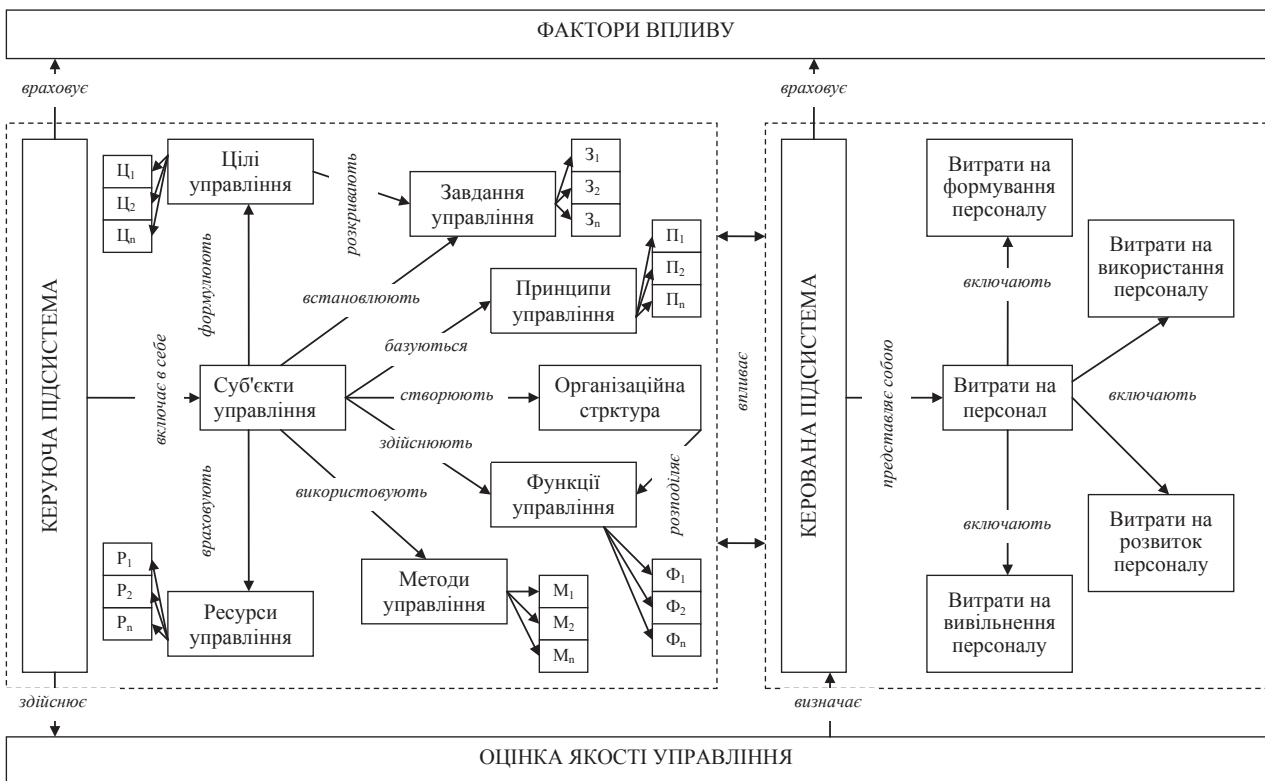 ФАКТОРИ ВПЛИВУ
враховує
враховує
КЕРУЮЧА ПІДСИСТЕМА
включає в себе
Ц1
Ц2
Цn
Цілі
управління
розкривають
Завдання
управління
З1
З2
Зn
формулюють
встановлюють
Принципи
управління
П1
П2
Пn
базуються
Суб'єкти
управління
створюють
Організаційна
стрктура
здійснюють
Функції
управління
розподіляє
Ф1
Ф2
Фn
використовують
Методи
управління
М1
М2
Мn
враховують
Р1
Р2
Рn
Ресурси
управління
впливає
КЕРОВАНА ПІДСИСТЕМА
представляє собою
Витрати на
формування
персоналу
включають
Витрати на
використання
персоналу
Витрати на
персонал
включають
включають
Витрати на
розвиток
персоналу
Витрати на
вивільнення
персоналу
здійснює
визначає
ОЦІНКА ЯКОСТІ УПРАВЛІННЯ